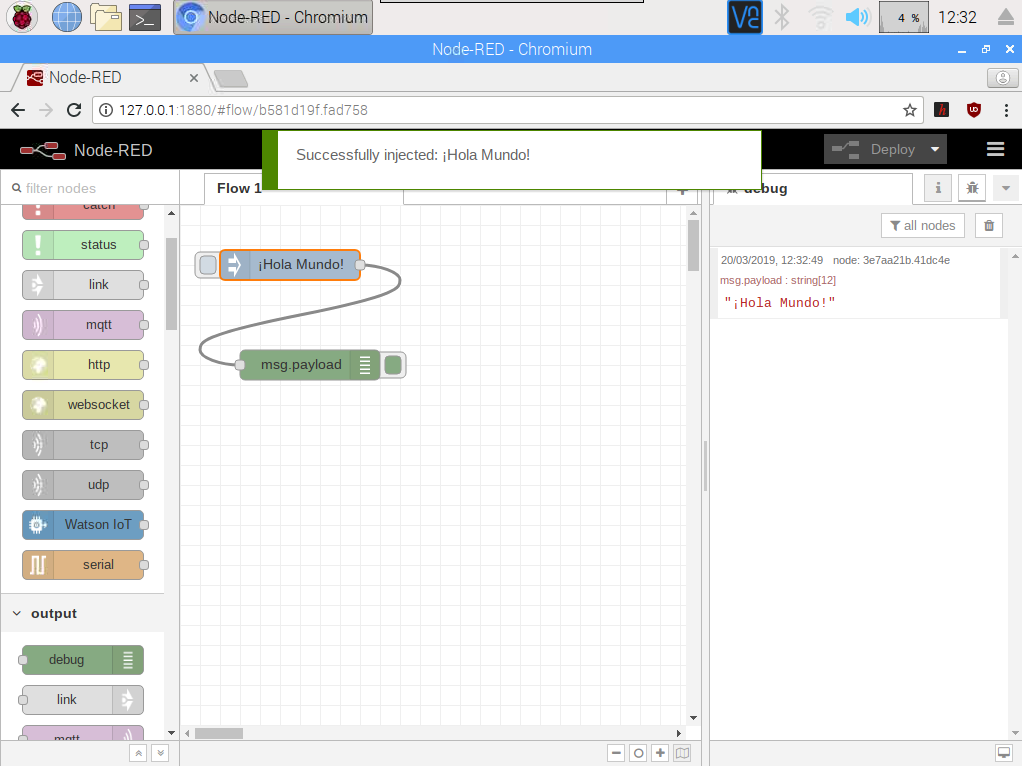 Node-RED - Chromium
4 %
12:32
Node-RED - Chromium
Node-RED
127.0.0.1:1880/#flow/b581d19f.fad758
Node-RED
Successfully injected: ¡Hola Mundo!
Deploy
filter nodes
Flow 1
debug
all nodes
catch
status
link
mqtt
http
websocket
tcp
udp
Watson IoT
serial
output
debug
link
mqtt
¡Hola Mundo!
msg.payload
20/03/2019, 12:32:49 node: 3e7aa21b.41dc4e
msg.payload : string[12]
"¡Hola Mundo!"